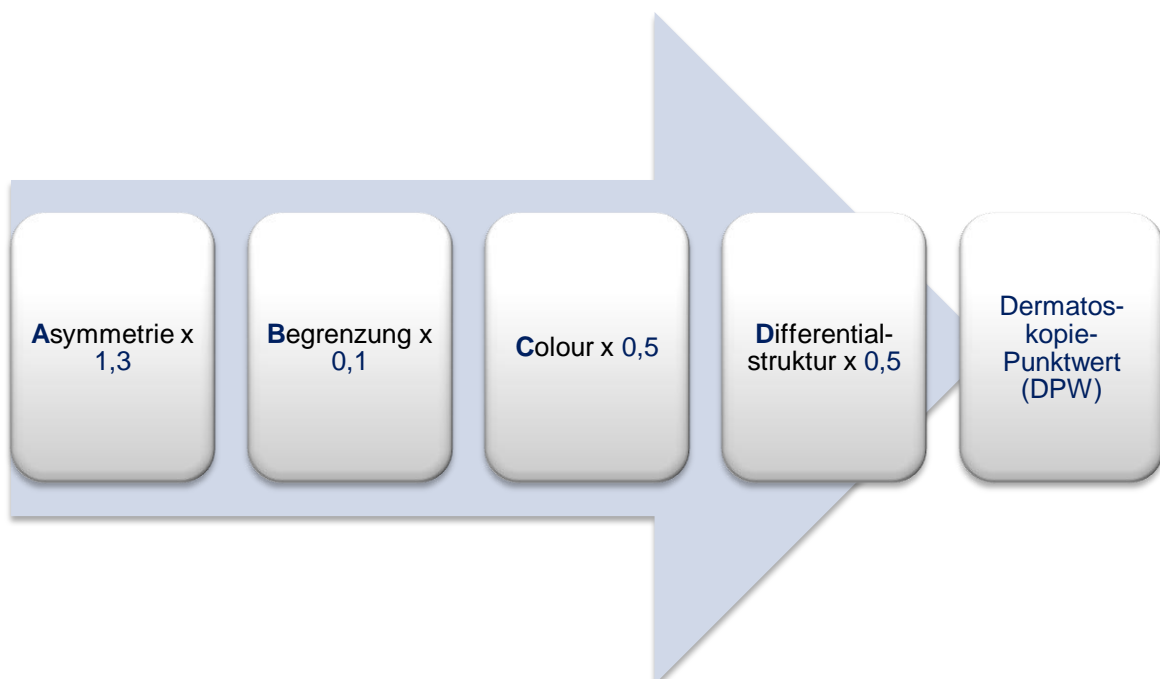 Asymmetrie x
1,3
Begrenzung x
0,1
Colour x 0,5
Differential-
struktur x 0,5
Dermatos-
kopie-
Punktwert
(DPW)